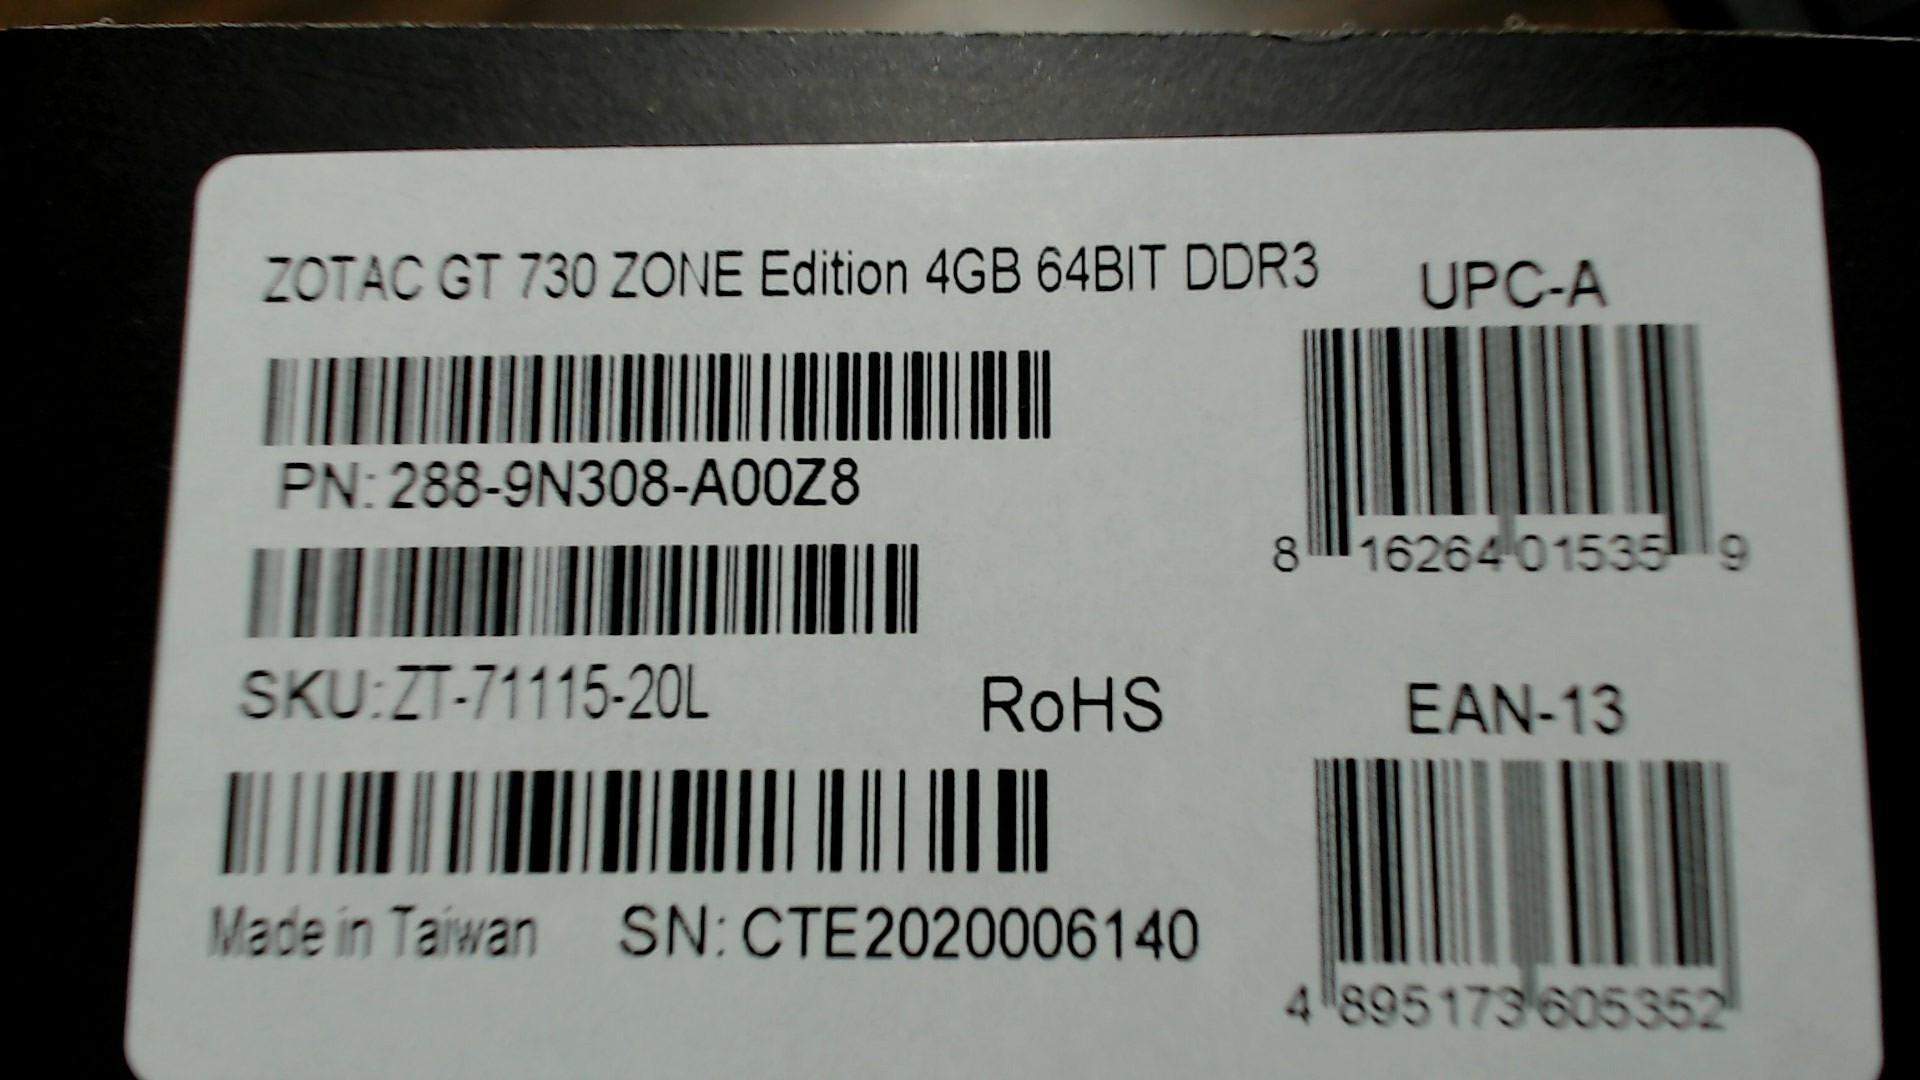 ZOTAC GT 730 ZONE Edition 4GB 64BIT DDR3
UPC-A
PN: 288-9N308-A00Z8
8 16264 01535 9
SKU:ZT-71115-20L
RoHS
EAN-13
Made in Taiwan
SN: CTE2020006140
4 895173 605352